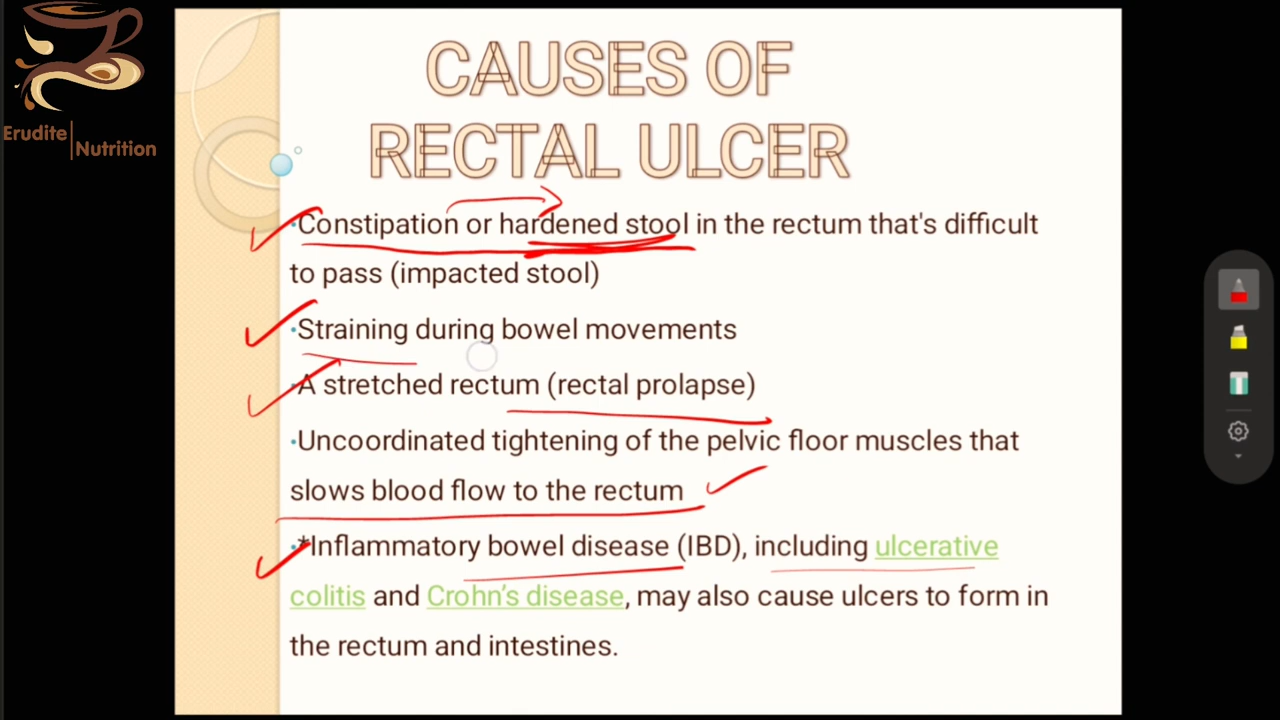 Erudite
Nutrition
CAUSES OF
RECTAL ULCER
·Constipation or hardened stool in the rectum that's difficult
to pass (impacted stool)
·Straining during bowel movements
·A stretched rectum (rectal prolapse)
·Uncoordinated tightening of the pelvic floor muscles that
slows blood flow to the rectum
·*Inflammatory bowel disease (IBD), including ulcerative
colitis and Crohn’s disease, may also cause ulcers to form in
the rectum and intestines.